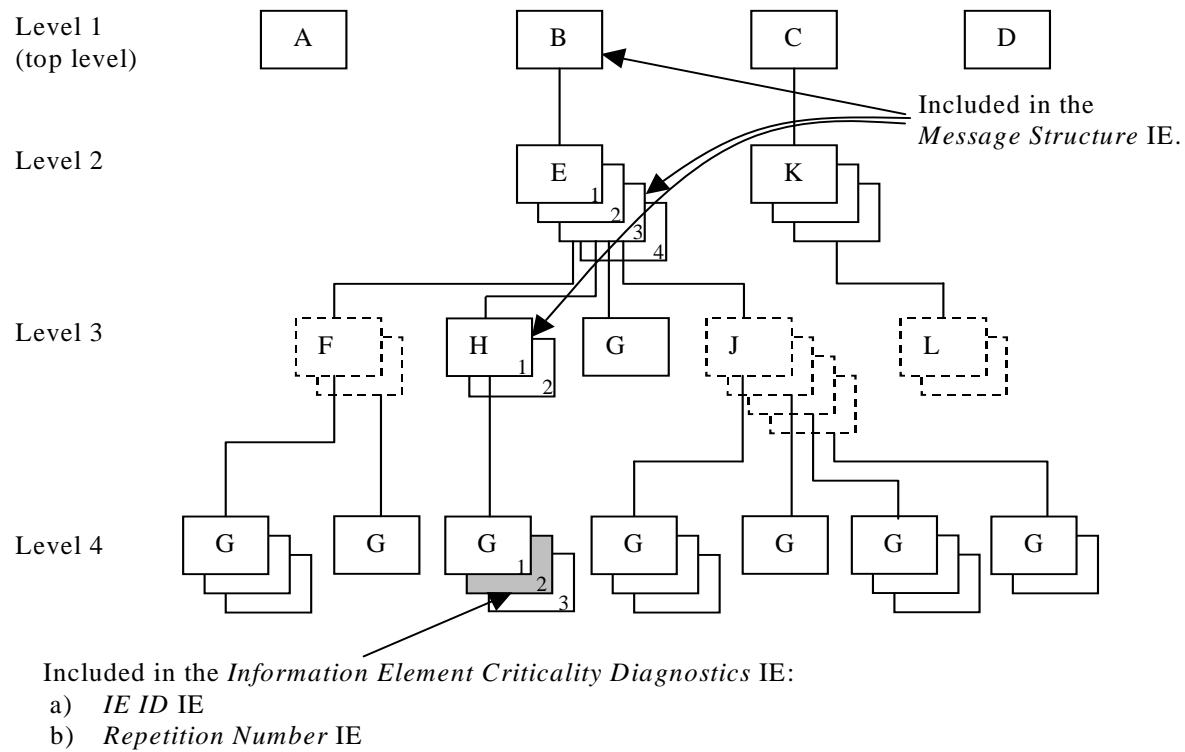 Level 1
(top level)
A
B
C
D
Included in the
Message Structure IE.
Level 2
E
1
2
3
4
K
Level 3
F
H
1
2
G
J
L
Level 4
G
G
G
1
2
3
G
G
G
G
Included in the Information Element Criticality Diagnostics IE:
a) IE ID IE
b) Repetition Number IE